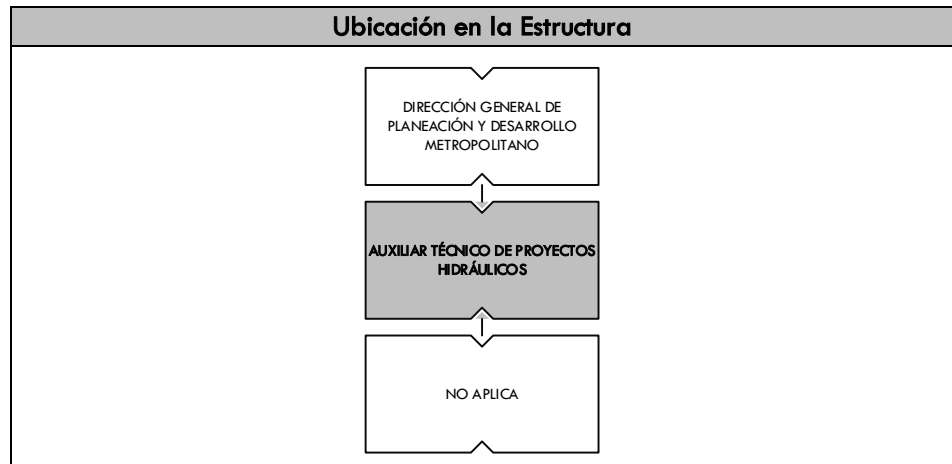 Ubicación en la Estructura
DIRECCIÓN GENERAL DE
PLANEACIÓN Y DESARROLLO
METROPOLITANO
AUXILIAR TÉCNICO DE PROYECTOS
HIDRÁULICOS
NO APLICA